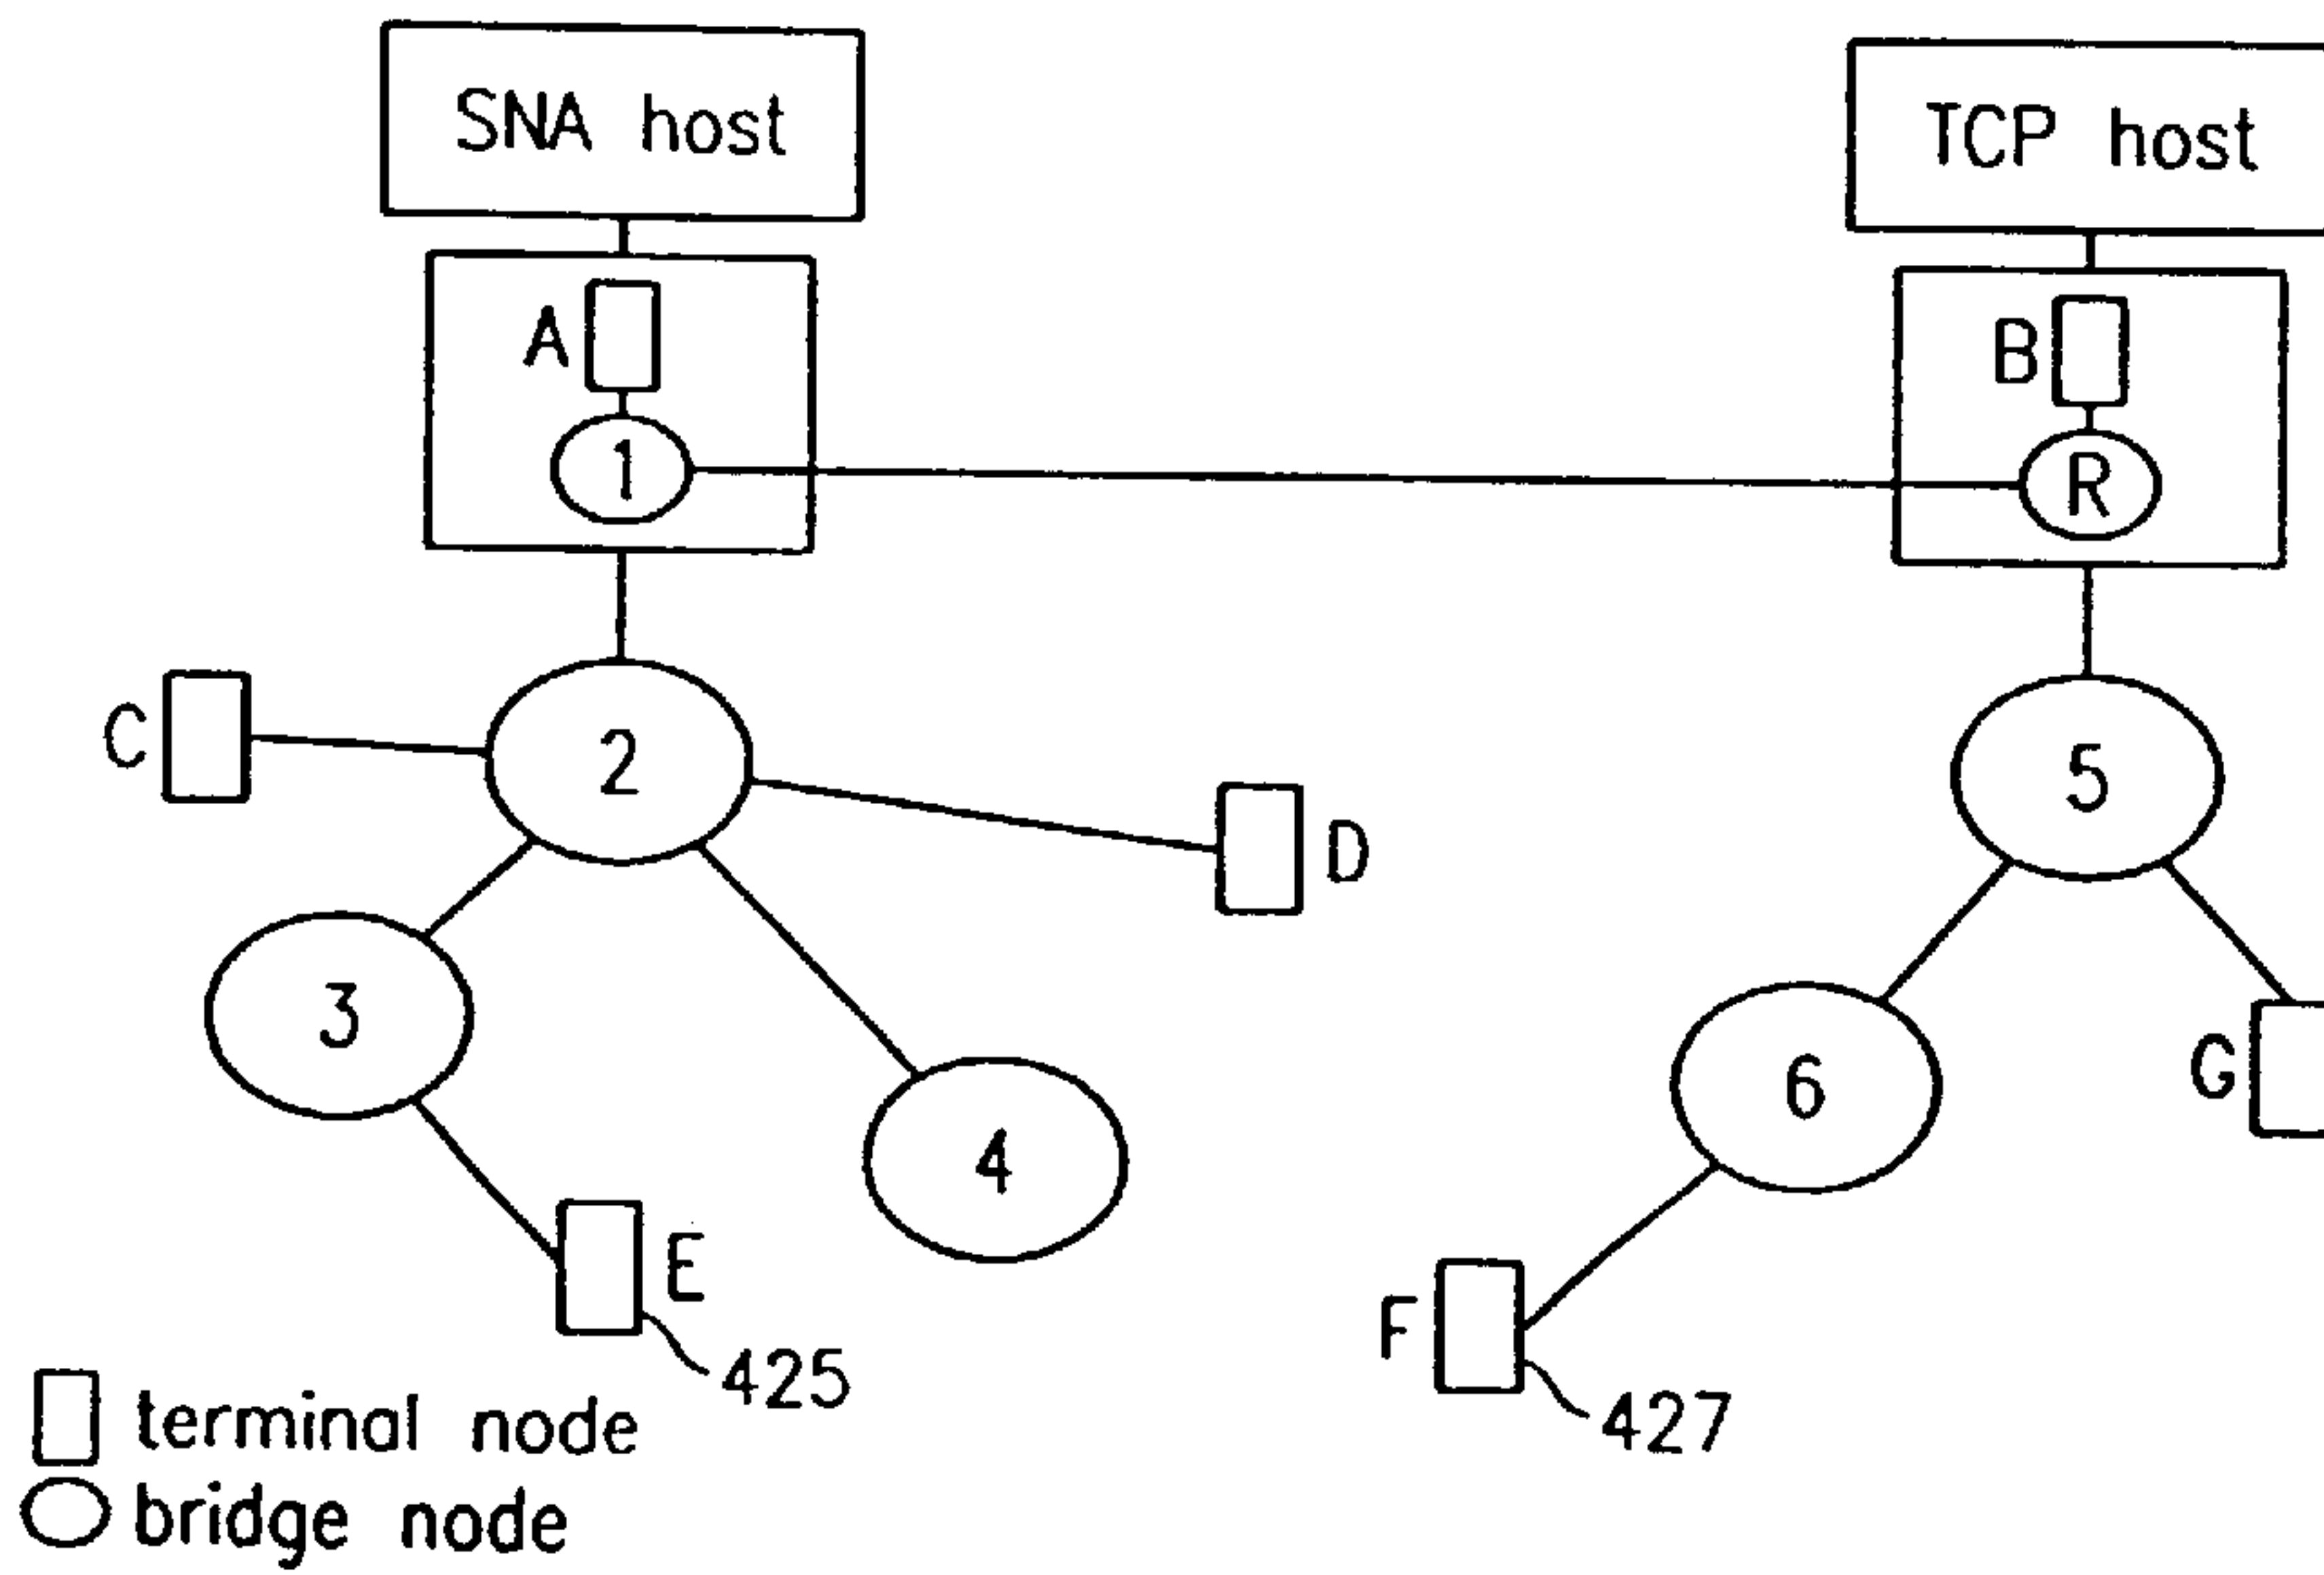 SNA host
TCP host
A
B
1
R
C
2
D
5
3
4
6
G
E
F
425
427
terminal node
bridge node